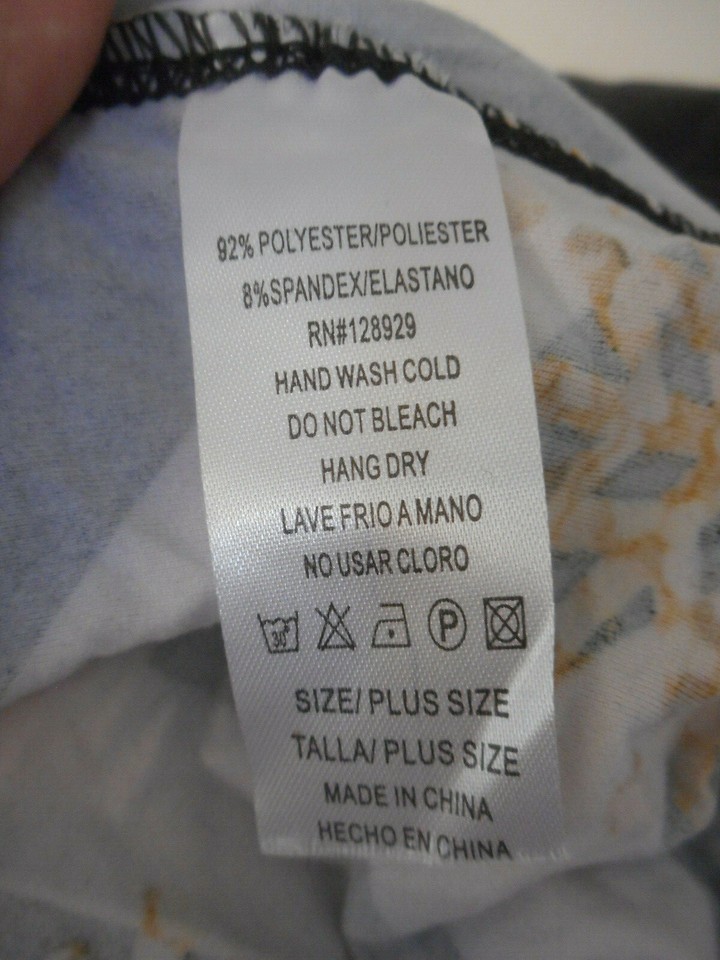 92% POLYESTER/POLIESTER
8%SPANDEX/ELASTANO
RN#128929
HAND WASH COLD
DO NOT BLEACH
HANG DRY
LAVE FRIO A MANO
NO USAR CLORO
30° P
SIZE/ PLUS SIZE
TALLA/ PLUS SIZE
MADE IN CHINA
HECHO EN CHINA